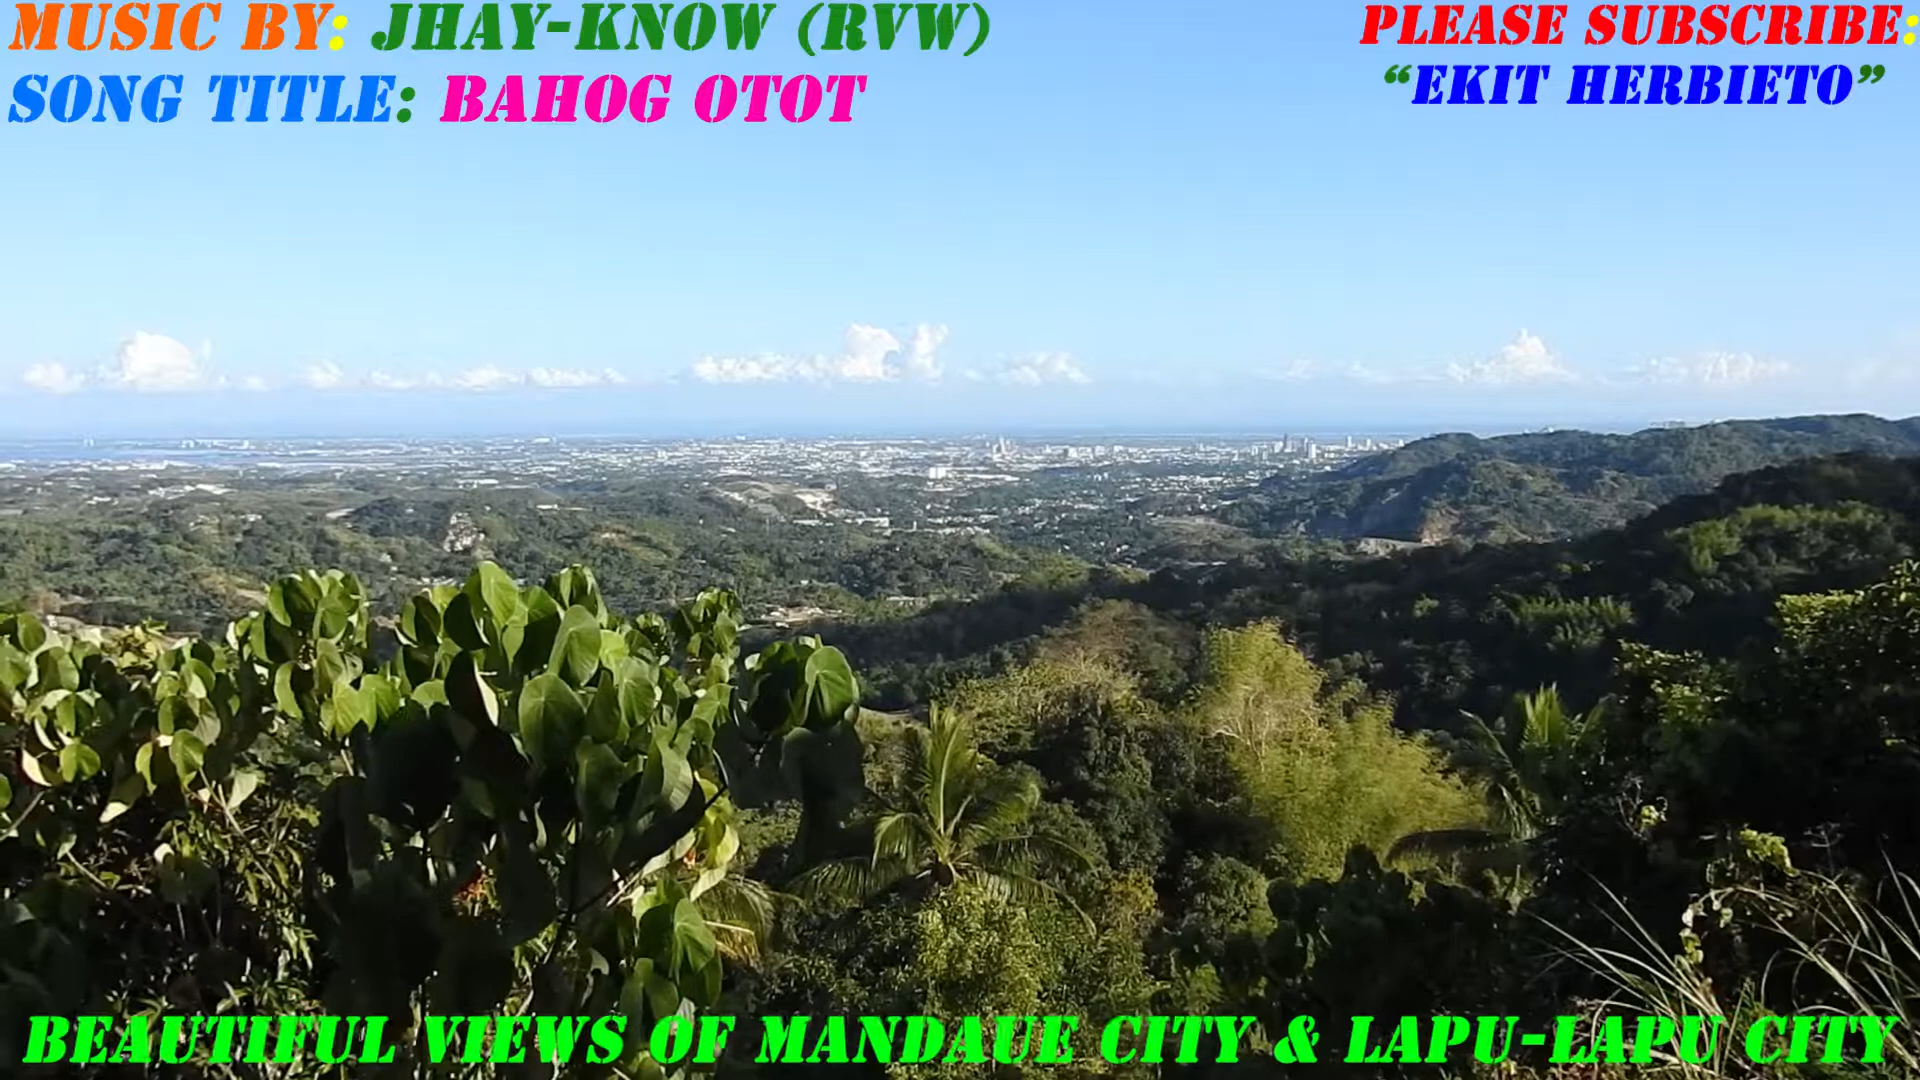 MUSIC BY: JHAY-KNOW (RVW)
SONG TITLE: BAHOG OTOT
PLEASE SUBSCRIBE:
“EKIT HERBIETO”
BEAUTIFUL VIEWS OF MANDAUE CITY & LAPU-LAPU CITY